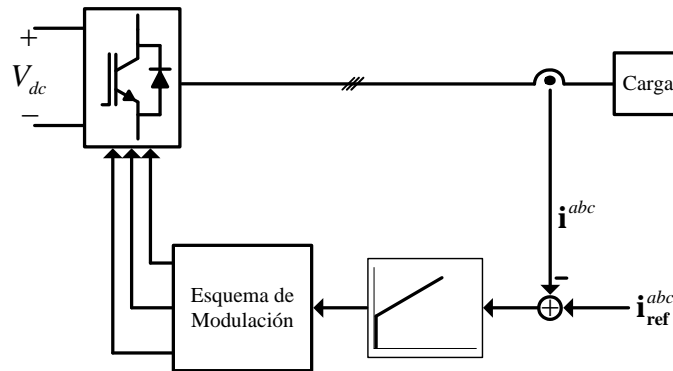 +
V_dc
−
Carga
i^abc
−
Esquema de
Modulación
+
i_ref^abc